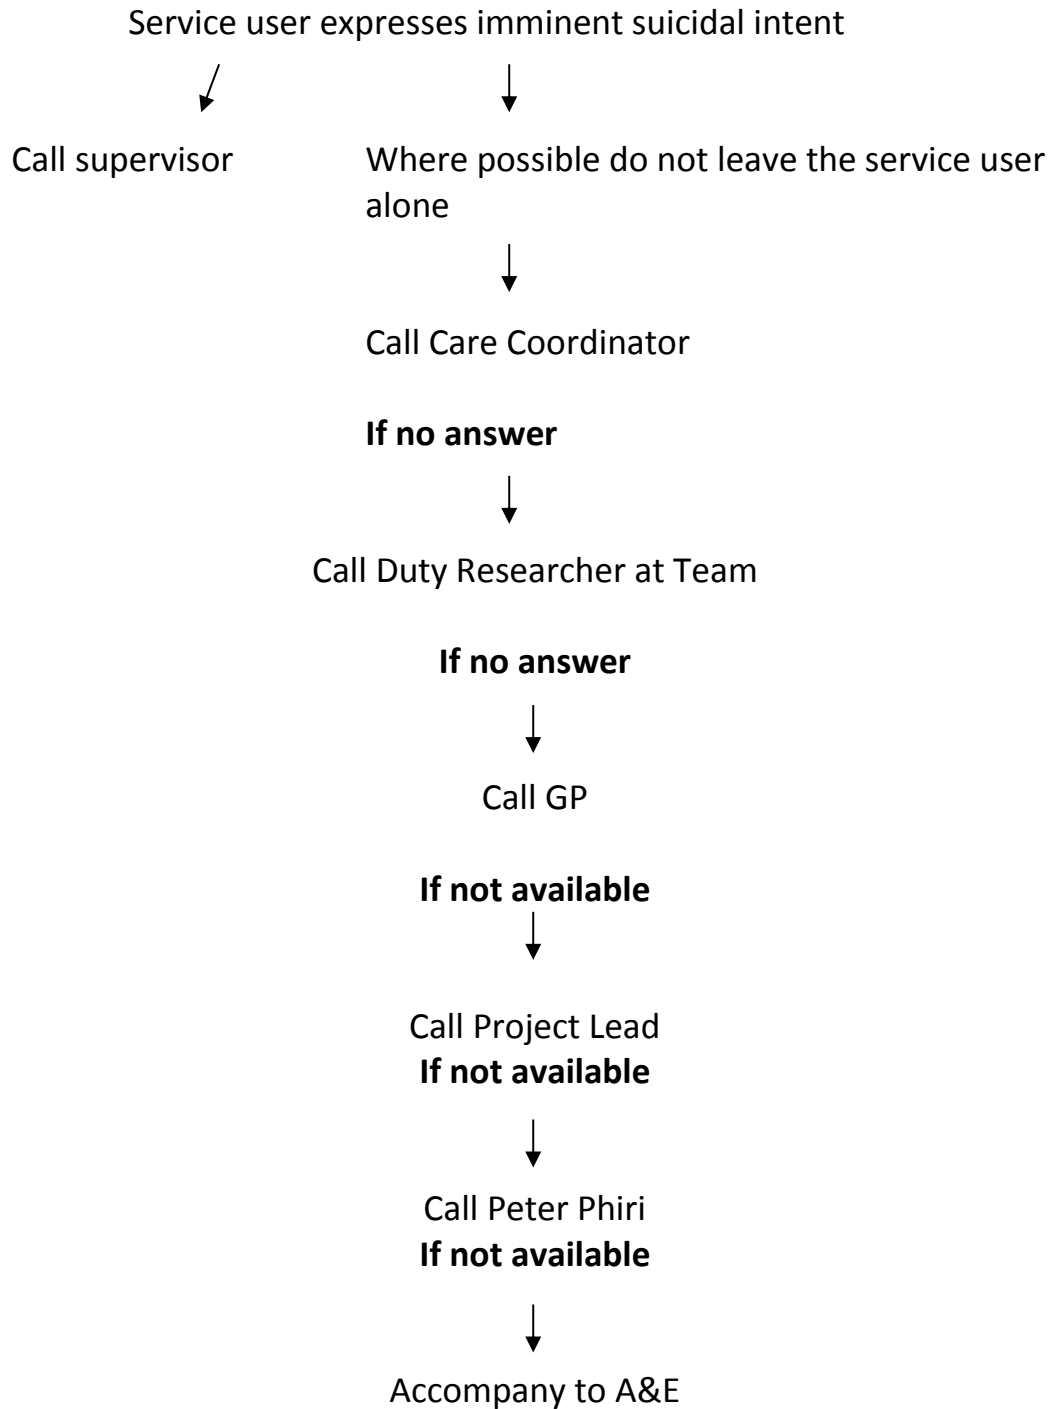 Service user expresses imminent suicidal intent
Call supervisor
Where possible do not leave the service user
alone
Call Care Coordinator
If no answer
Call Duty Researcher at Team
If no answer
Call GP
If not available
Call Project Lead
If not available
Call Peter Phiri
If not available
Accompany to A&E